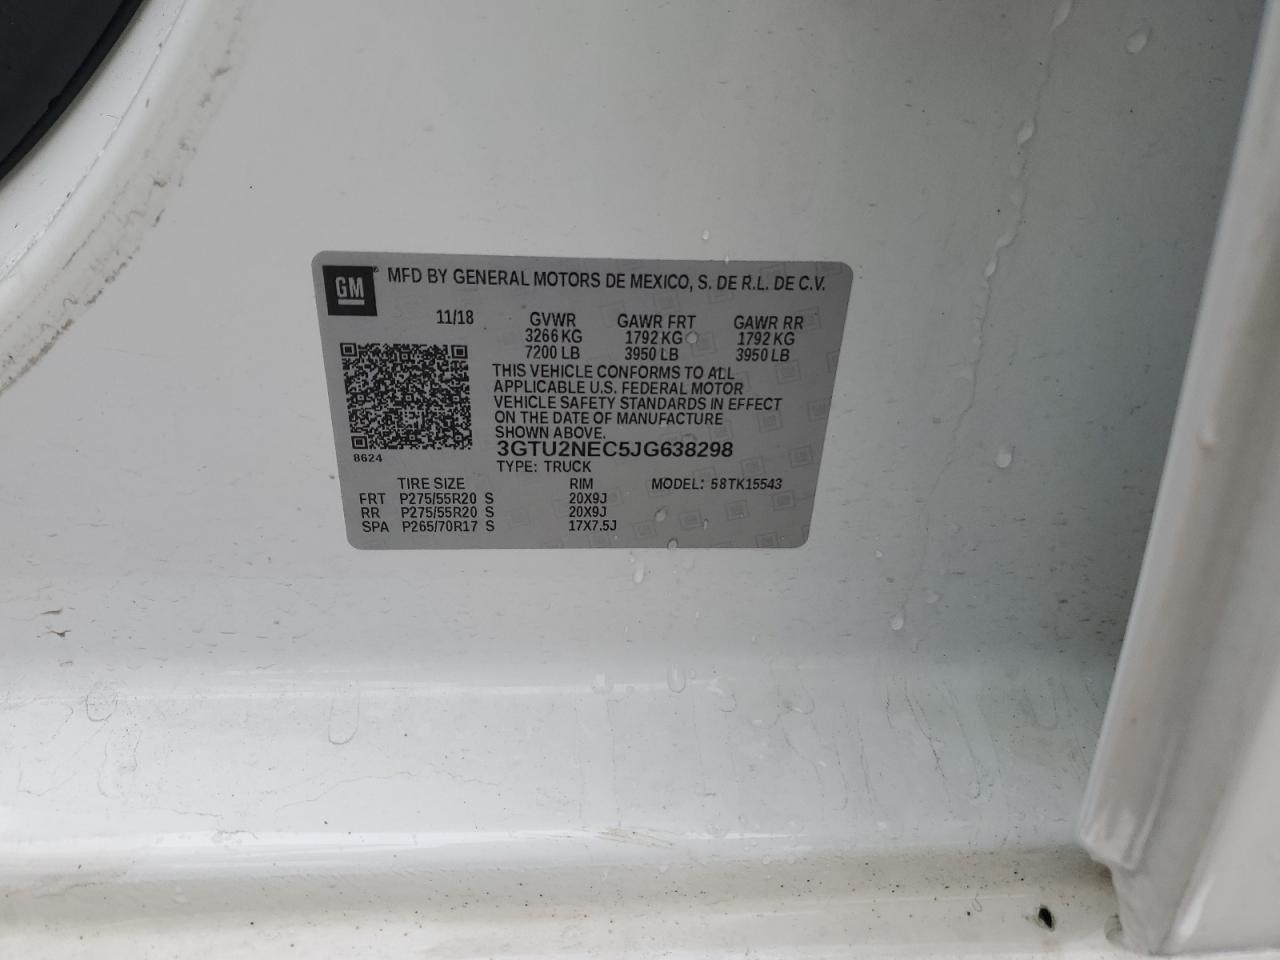 GM ® MFD BY GENERAL MOTORS DE MEXICO, S. DE R.L. DE C.V.
11/18 GVWR GAWR FRT GAWR RR
3266 KG 1792 KG 1792 KG
7200 LB 3950 LB 3950 LB
THIS VEHICLE CONFORMS TO ALL
APPLICABLE U.S. FEDERAL MOTOR
VEHICLE SAFETY STANDARDS IN EFFECT
ON THE DATE OF MANUFACTURE
SHOWN ABOVE.
3GTU2NEC5JG638298
8624
TYPE: TRUCK
TIRE SIZE RIM MODEL: 58TK15543
FRT P275/55R20 S 20X9J
RR P275/55R20 S 20X9J
SPA P265/70R17 S 17X7.5J